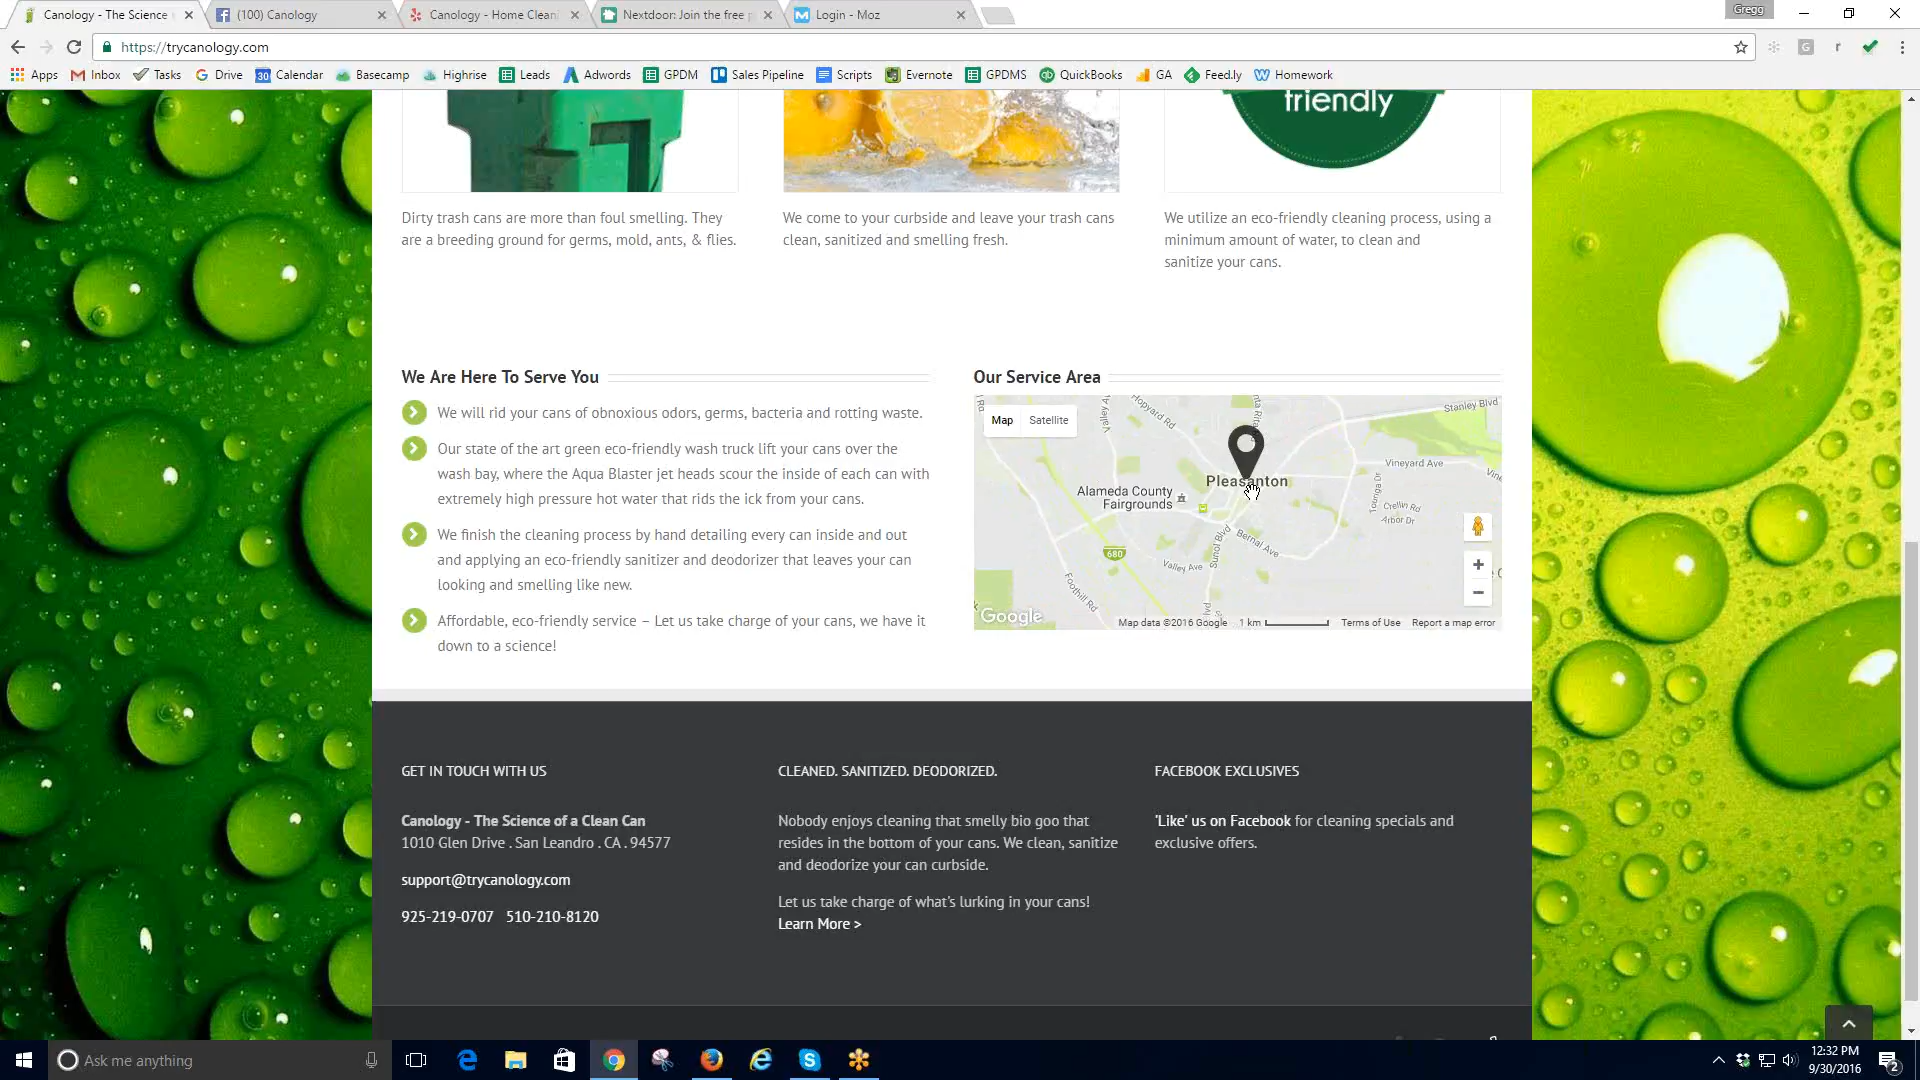 Canology - The Science
(100) Canology
Canology - Home Clean
Nextdoor: Join the free p
Login - Moz
Gregg
https://trycanology.com
Apps
Inbox
Tasks
Drive
Calendar
Basecamp
Highrise
Leads
Adwords
GPDM
Sales Pipeline
Scripts
Evernote
GPDMS
QuickBooks
GA
Feed.ly
Homework
friendly
Dirty trash cans are more than foul smelling. They
are a breeding ground for germs, mold, ants, & flies.
We come to your curbside and leave your trash cans
clean, sanitized and smelling fresh.
We utilize an eco-friendly cleaning process, using a
minimum amount of water, to clean and
sanitize your cans.
We Are Here To Serve You
We will rid your cans of obnoxious odors, germs, bacteria and rotting waste.
Our state of the art green eco-friendly wash truck lift your cans over the
wash bay, where the Aqua Blaster jet heads scour the inside of each can with
extremely high pressure hot water that rids the ick from your cans.
We finish the cleaning process by hand detailing every can inside and out
and applying an eco-friendly sanitizer and deodorizer that leaves your can
looking and smelling like new.
Affordable, eco-friendly service – Let us take charge of your cans, we have it
down to a science!
Our Service Area
Map
Satellite
Hopyard Rd
Valley Ave
Stanley Blvd
Vineyard Ave
Pleasanton
Alameda County
Fairgrounds
Crellin Rd
Arbor Dr
Bernal Ave
Sunol Blvd
680
Valley Ave
Foothill Rd
Google
Map data ©2016 Google
1 km
Terms of Use
Report a map error
GET IN TOUCH WITH US
Canology - The Science of a Clean Can
1010 Glen Drive . San Leandro . CA . 94577
support@trycanology.com
925-219-0707 510-210-8120
CLEANED. SANITIZED. DEODORIZED.
Nobody enjoys cleaning that smelly bio goo that
resides in the bottom of your cans. We clean, sanitize
and deodorize your can curbside.
Let us take charge of what's lurking in your cans!
Learn More >
FACEBOOK EXCLUSIVES
'Like' us on Facebook for cleaning specials and
exclusive offers.
Ask me anything
12:32 PM
9/30/2016
2